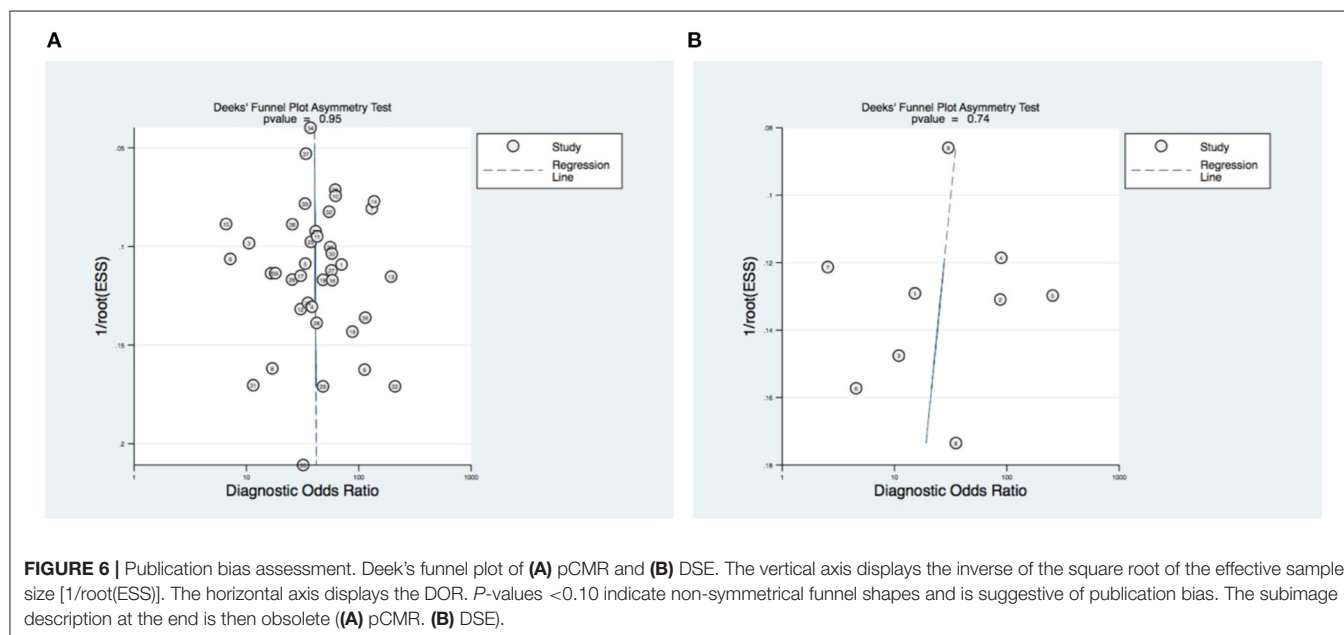 A
Deeks' Funnel Plot Asymmetry Test
pvalue = 0.95
.05
.1
.15
.2
1/root(ESS)
1
10
100
1000
Diagnostic Odds Ratio
Study
Regression
Line
B
Deeks' Funnel Plot Asymmetry Test
pvalue = 0.74
.08
.1
.12
.14
.16
.18
1/root(ESS)
1
10
100
1000
Diagnostic Odds Ratio
Study
Regression
Line
FIGURE 6 | Publication bias assessment. Deek's funnel plot of (A) pCMR and (B) DSE. The vertical axis displays the inverse of the square root of the effective sample
size [1/root(ESS)]. The horizontal axis displays the DOR. P-values <0.10 indicate non-symmetrical funnel shapes and is suggestive of publication bias. The subimage
description at the end is then obsolete ((A) pCMR. (B) DSE).